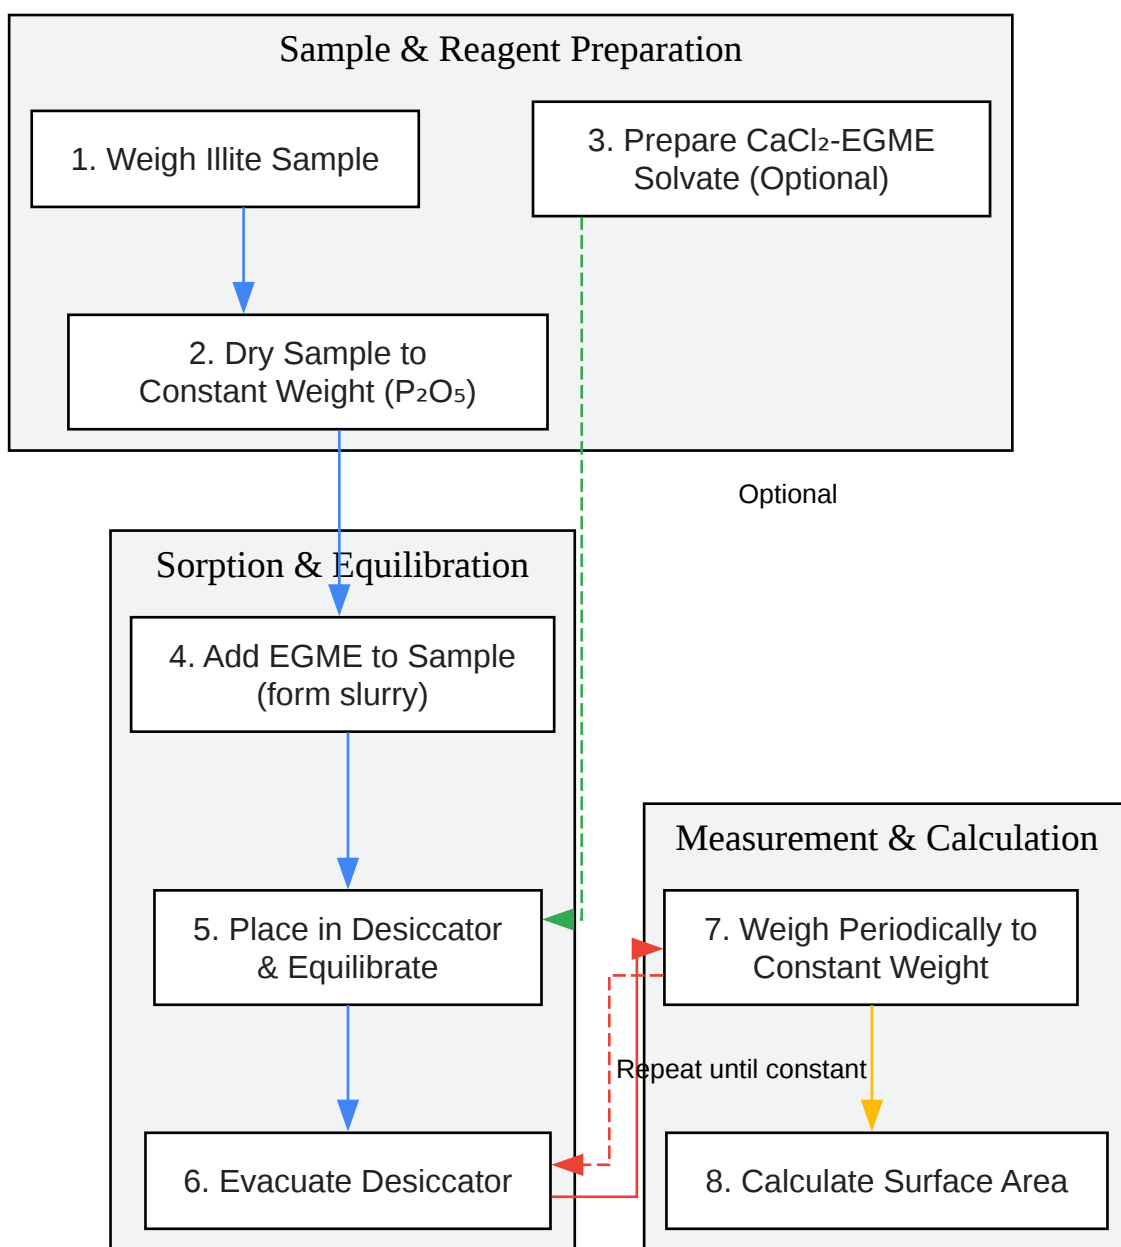 Sample & Reagent Preparation
1. Weigh Illite Sample
3. Prepare CaCl₂-EGME
Solvate (Optional)
2. Dry Sample to
Constant Weight (P₂O₅)
Optional
Sorption & Equilibration
4. Add EGME to Sample
(form slurry)
5. Place in Desiccator
& Equilibrate
6. Evacuate Desiccator
Measurement & Calculation
7. Weigh Periodically to
Constant Weight
Repeat until constant
8. Calculate Surface Area